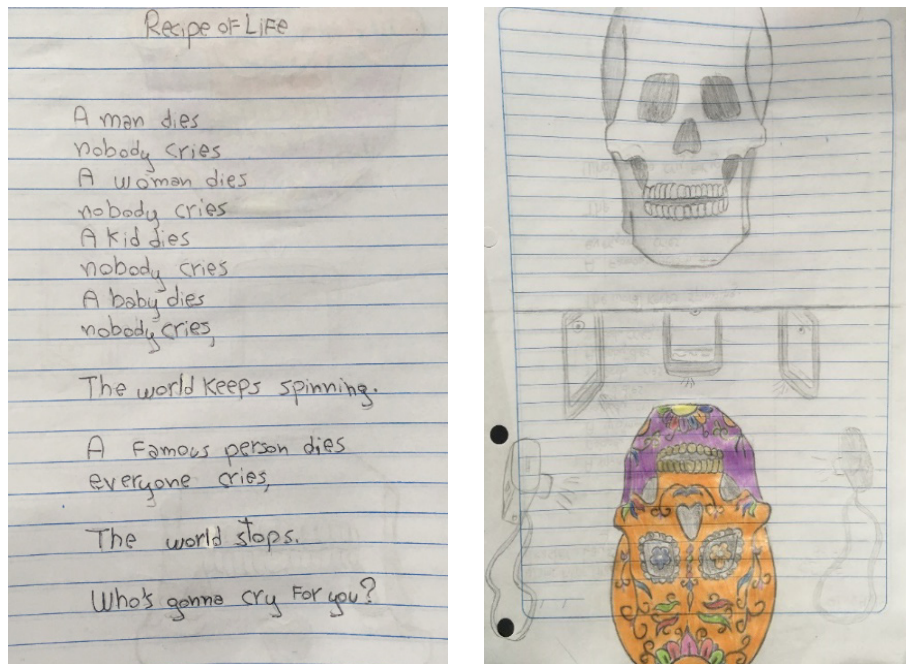 Recipe of Life
A man dies
nobody cries
A woman dies
nobody cries
A kid dies
nobody cries
A baby dies
nobody cries,
The world keeps spinning.
A Famous person dies
everyone cries,
The world stops.
Who's gonna cry For you?